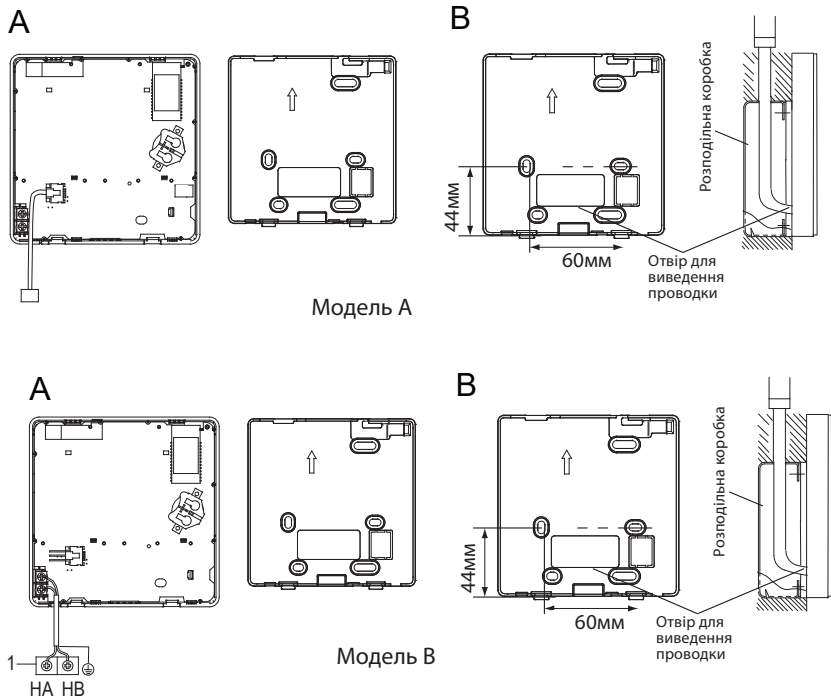 A
B
Розподільна коробка
44мм
60мм
Отвір для
виведення
проводки
Модель A
A
B
Розподільна коробка
44мм
60мм
Отвір для
виведення
проводки
1
HA HB
Модель B